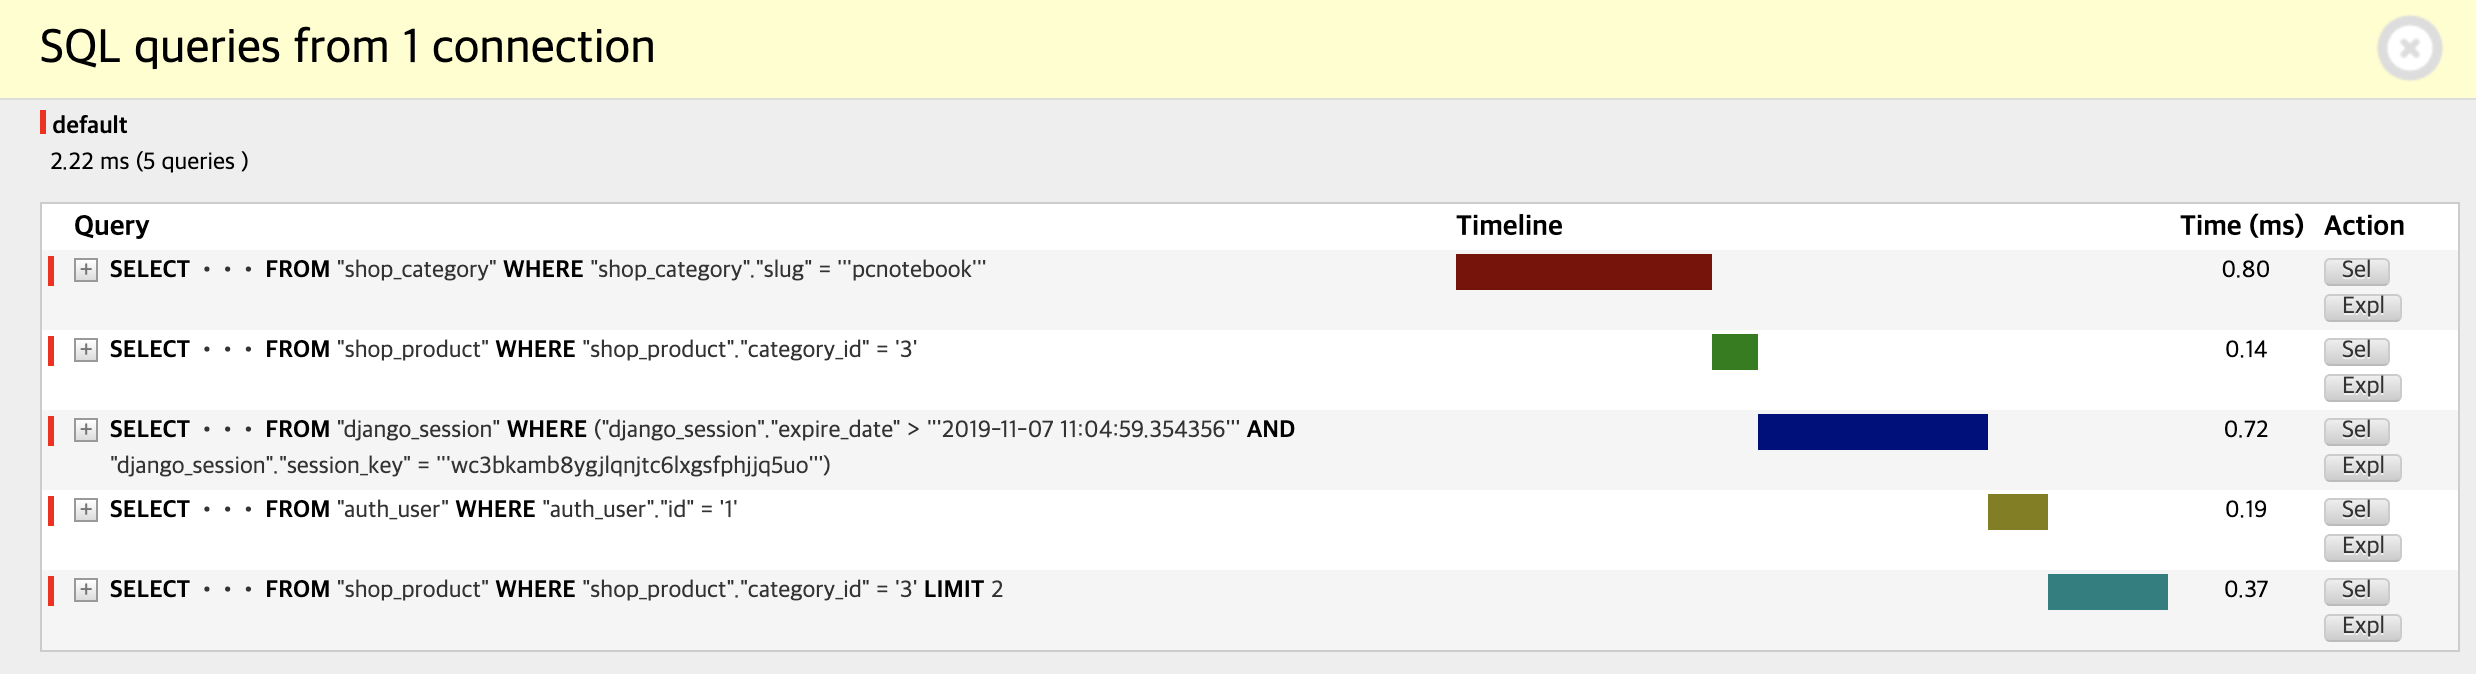 SQL queries from 1 connection
default
2.22 ms (5 queries )
Query Timeline Time (ms) Action
+ SELECT • • • FROM "shop_category" WHERE "shop_category"."slug" = '''pcnotebook''' 0.80 Sel
Expl
+ SELECT • • • FROM "shop_product" WHERE "shop_product"."category_id" = '3' 0.14 Sel
Expl
+ SELECT • • • FROM "django_session" WHERE ("django_session"."expire_date" > '''2019-11-07 11:04:59.354356''' AND 0.72 Sel
"django_session"."session_key" = '''wc3bkamb8ygjlqnjtc6lxgsfphjjq5uo''') Expl
+ SELECT • • • FROM "auth_user" WHERE "auth_user"."id" = '1' 0.19 Sel
Expl
+ SELECT • • • FROM "shop_product" WHERE "shop_product"."category_id" = '3' LIMIT 2 0.37 Sel
Expl